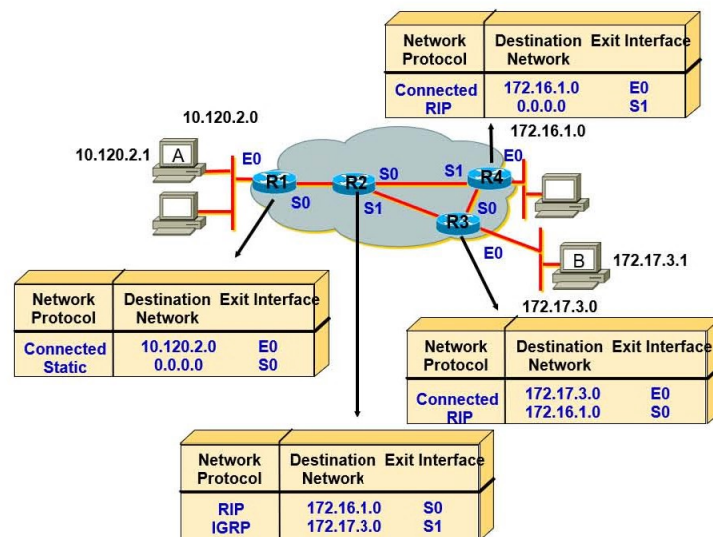 Network Destination Exit Interface
Protocol Network
Connected 172.16.1.0 E0
RIP 0.0.0.0 S1
10.120.2.0
172.16.1.0
10.120.2.1
A
E0
R1
S0
R2
S0
S1
S1
R4
E0
S0
R3
E0
B
172.17.3.1
172.17.3.0
Network Destination Exit Interface
Protocol Network
Connected 10.120.2.0 E0
Static 0.0.0.0 S0
Network Destination Exit Interface
Protocol Network
Connected 172.17.3.0 E0
RIP 172.16.1.0 S0
Network Destination Exit Interface
Protocol Network
RIP 172.16.1.0 S0
IGRP 172.17.3.0 S1